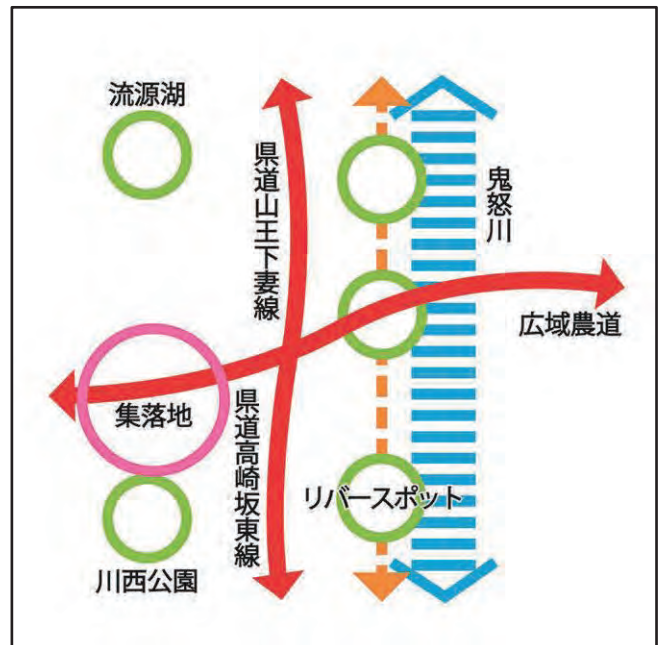 流源湖
県道山王下妻線
鬼怒川
広域農道
集落地
県道高崎坂東線
リバースポット
川西公園